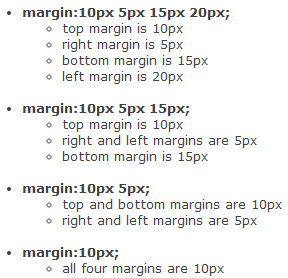 margin:10px 5px 15px 20px;
top margin is 10px
right margin is 5px
bottom margin is 15px
left margin is 20px
margin:10px 5px 15px;
top margin is 10px
right and left margins are 5px
bottom margin is 15px
margin:10px 5px;
top and bottom margins are 10px
right and left margins are 5px
margin:10px;
all four margins are 10px